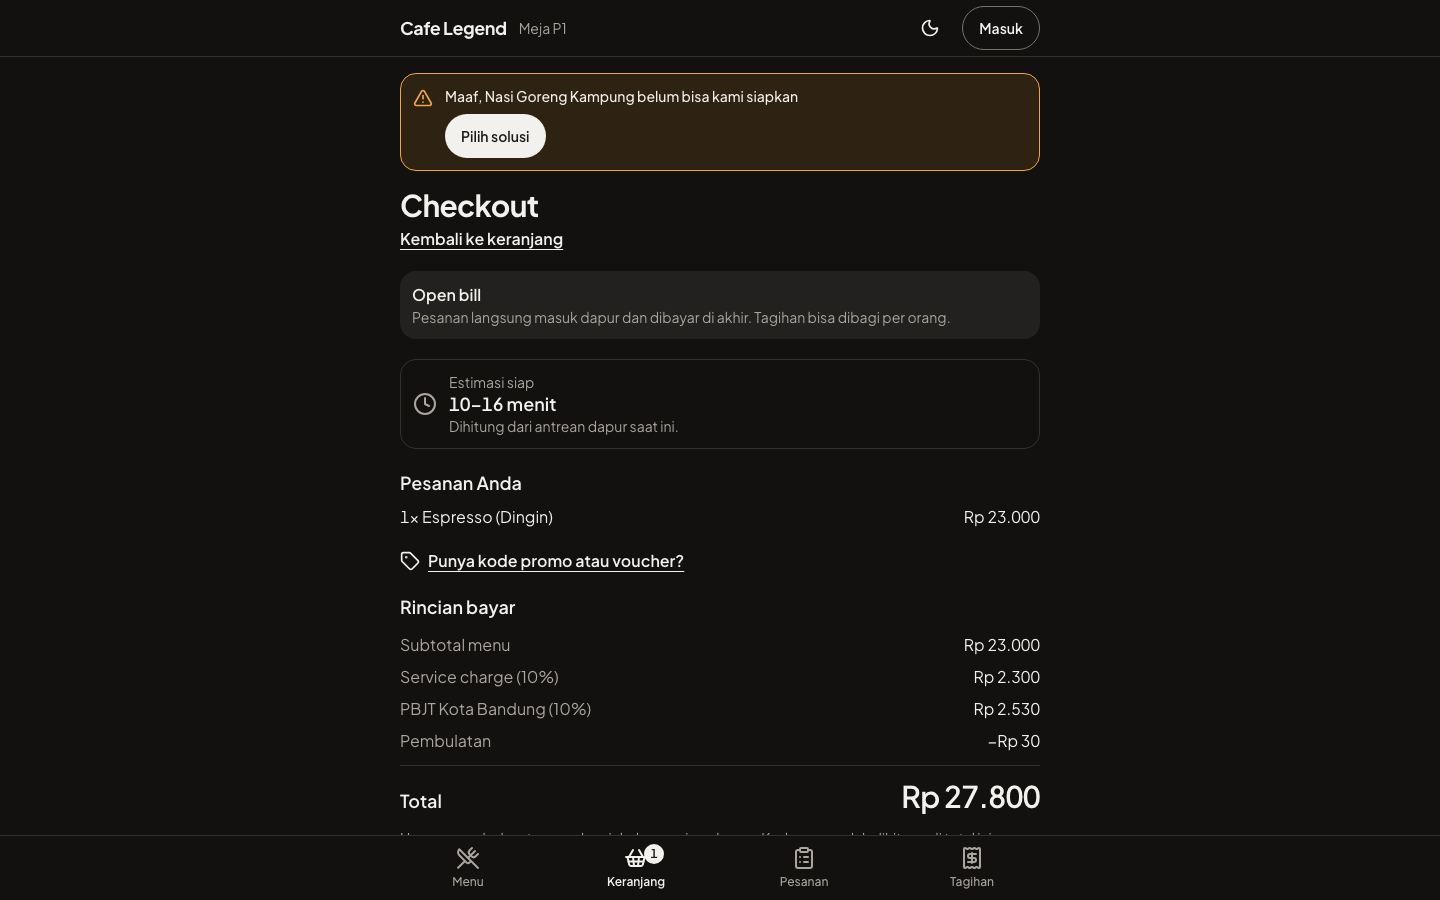 Cafe Legend Meja P1
Masuk
Maaf, Nasi Goreng Kampung belum bisa kami siapkan
Pilih solusi
Checkout
Kembali ke keranjang
Open bill
Pesanan langsung masuk dapur dan dibayar di akhir. Tagihan bisa dibagi per orang.
Estimasi siap
10–16 menit
Dihitung dari antrean dapur saat ini.
Pesanan Anda
1× Espresso (Dingin) Rp 23.000
Punya kode promo atau voucher?
Rincian bayar
Subtotal menu Rp 23.000
Service charge (10%) Rp 2.300
PBJT Kota Bandung (10%) Rp 2.530
Pembulatan −Rp 30
Total Rp 27.800
1
Menu Keranjang Pesanan Tagihan